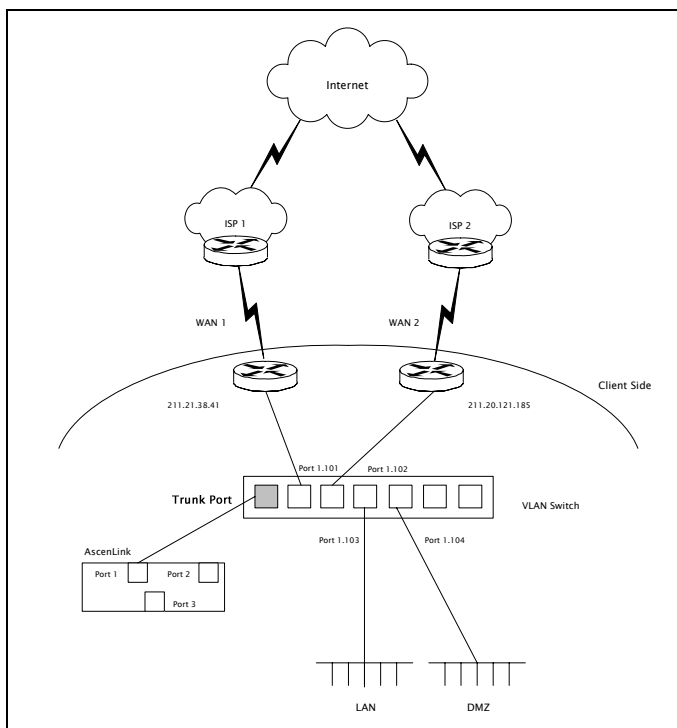 Internet
ISP 1
ISP 2
WAN 1
WAN 2
Client Side
211.21.38.41
211.20.121.185
Port 1.101
Port 1.102
Trunk Port
VLAN Switch
Port 1.103
Port 1.104
AscenLink
Port 1
Port 2
Port 3
LAN
DMZ